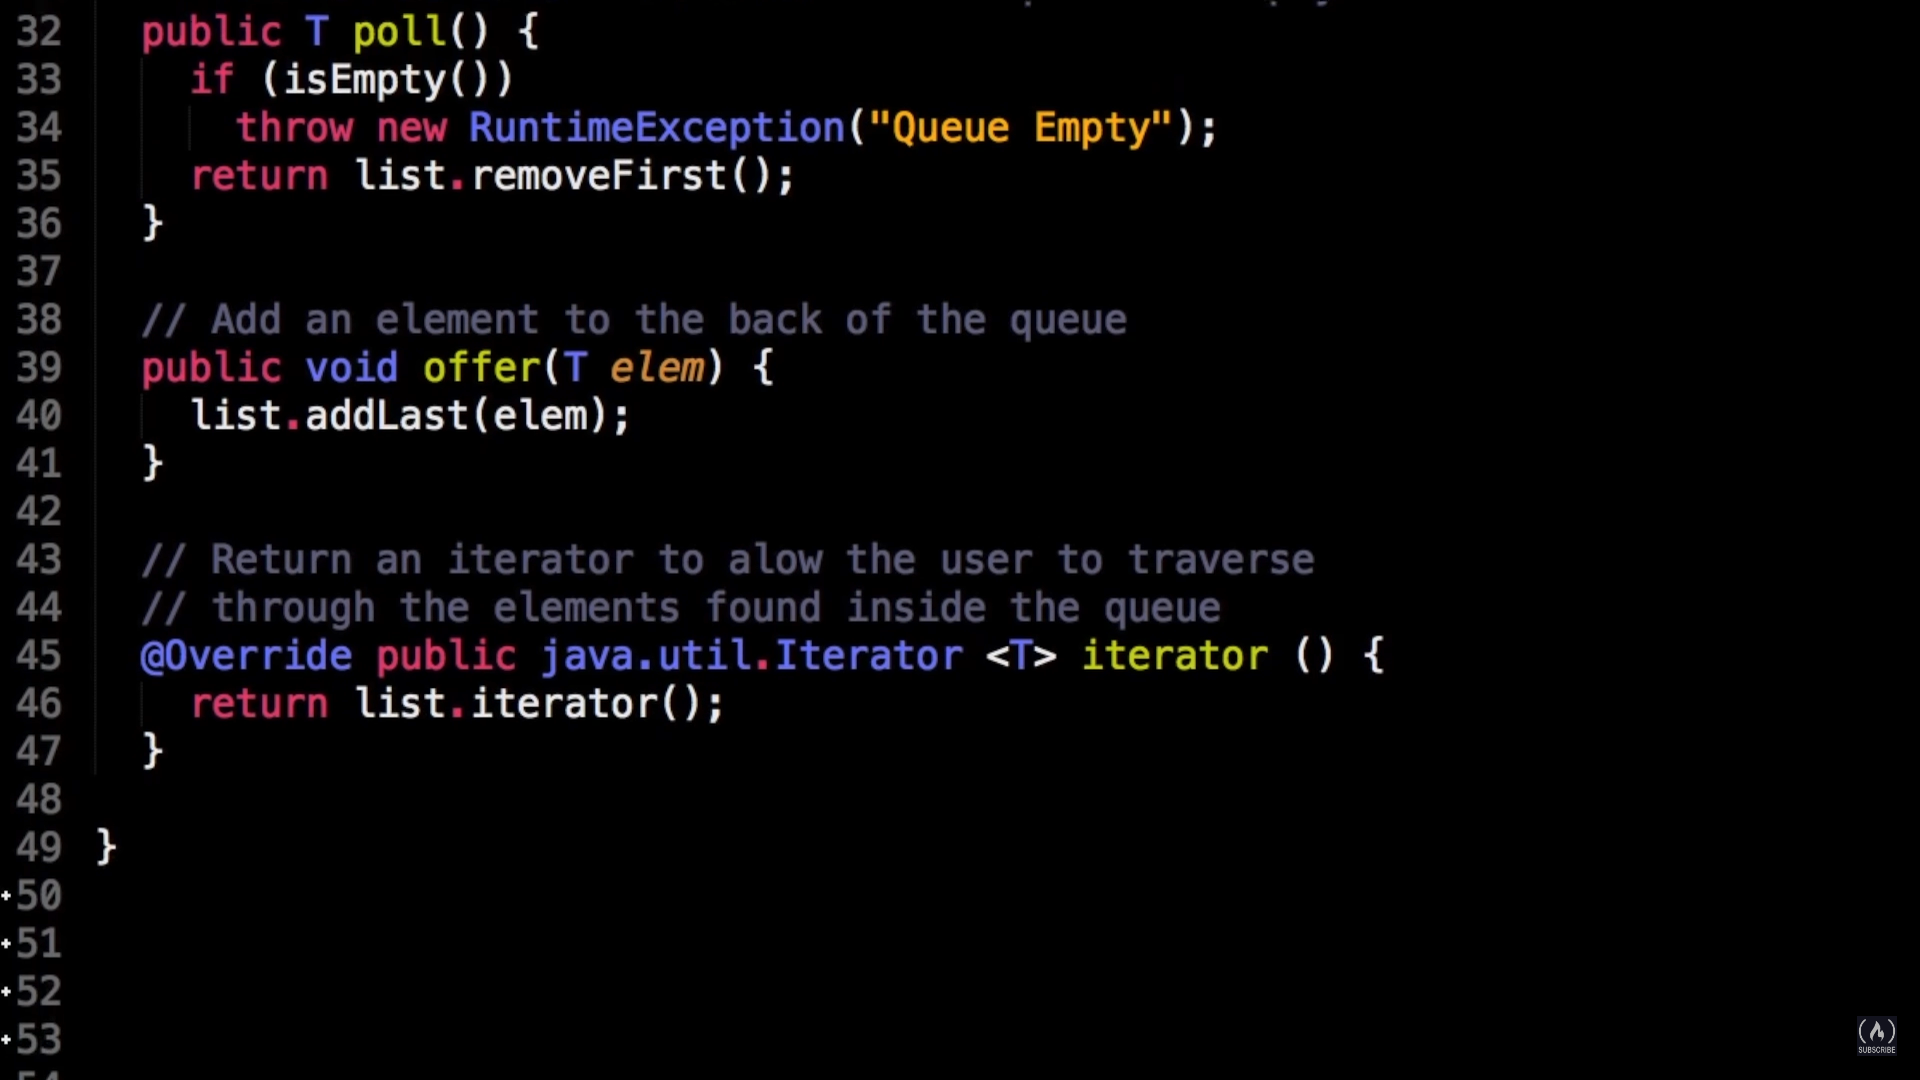 32 public T poll() {
33 if (isEmpty())
34 throw new RuntimeException("Queue Empty");
35 return list.removeFirst();
36 }
37
38 // Add an element to the back of the queue
39 public void offer(T elem) {
40 list.addLast(elem);
41 }
42
43 // Return an iterator to alow the user to traverse
44 // through the elements found inside the queue
45 @Override public java.util.Iterator <T> iterator () {
46 return list.iterator();
47 }
48
49 }
50
51
52
53
SUBSCRIBE